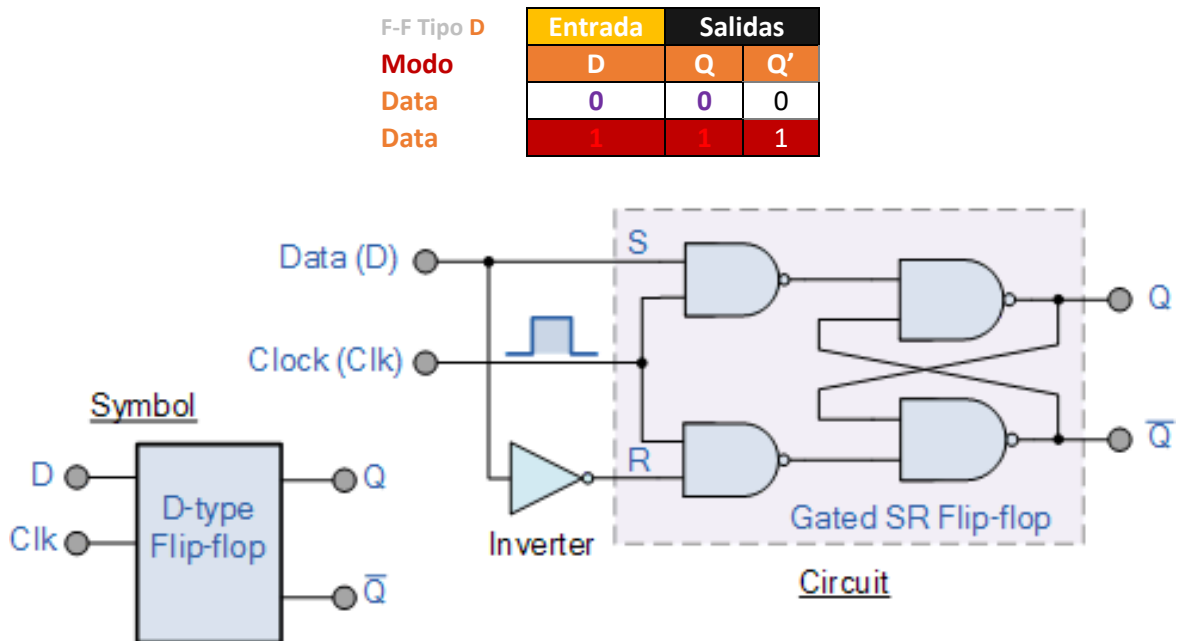 F-F Tipo D Entrada Salidas
Modo D Q Q’
Data 0 0 0
Data 1 1 1
Data (D)
S
Q
Clock (Clk)
Symbol
R
Q̅
D
Q
D-type
Flip-flop
Clk
Inverter
Gated SR Flip-flop
Q̅
Circuit